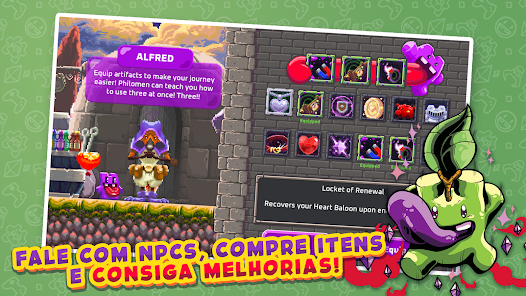 ALFRED
Equip artifacts to make your journey
easier! Philomen can teach you how
to use three at once! Three!!
Equipped
Equipped
Locket of Renewal
Recovers your Heart Baloon upon en
FALE COM NPCS, COMPRE ITENS
E CONSIGA MELHORIAS!